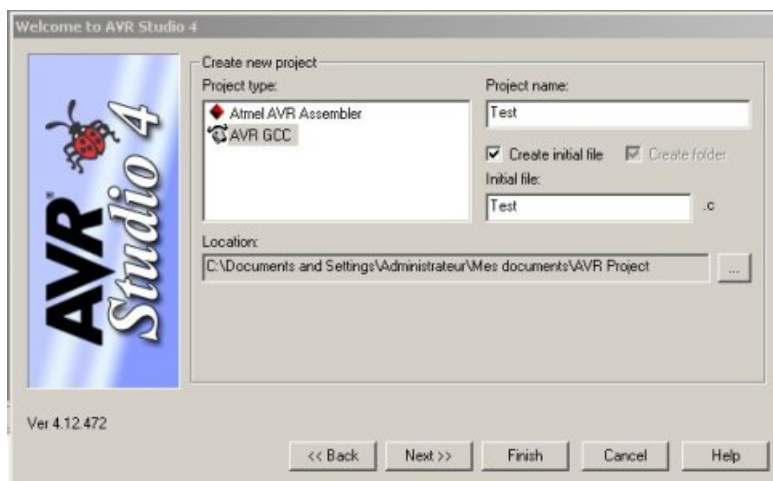 Welcome to AVR Studio 4
AVR Studio 4
Create new project
Project type:
Atmel AVR Assembler
AVR GCC
Project name:
Test
Create initial file
Create folder
Initial file:
Test
.c
Location:
C:\Documents and Settings\Administrateur\Mes documents\AVR Project
...
Ver 4.12.472
<< Back
Next >>
Finish
Cancel
Help